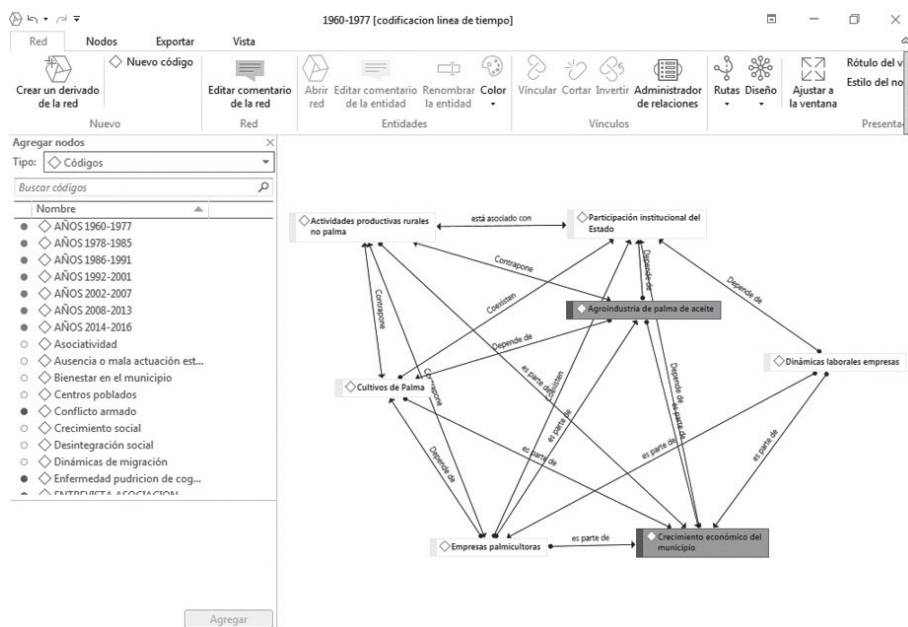 1960-1977 [codificacion linea de tiempo]
Red Nodos Exportar Vista
Crear un derivado
de la red
Nuevo código
Nuevo
Editar comentario
de la red
Red
Abrir
red
Editar comentario
de la entidad
Renombrar
la entidad
Color
Entidades
Víncular Cortar Invertir Administrador
de relaciones
Vínculos
Rutas Diseño
Ajustar a
la ventana
Rótulo del v
Estilo del no
Presenta
Agregar nodos
Tipo: Códigos
Buscar códigos
Nombre
AÑOS 1960-1977
AÑOS 1978-1985
AÑOS 1986-1991
AÑOS 1992-2001
AÑOS 2002-2007
AÑOS 2008-2013
AÑOS 2014-2016
Asociatividad
Ausencia o mala actuación est...
Bienestar en el municipio
Centros poblados
Conflicto armado
Crecimiento social
Desintegración social
Dinámicas de migración
Enfermedad pudricion de cog...
ENTREVISTA ASOCIACION
Agregar
Actividades productivas rurales
no palma
está asociado con
Participación institucional del
Estado
Contrapone
Depende de
Depende de
Coexisten
Contrapone
Agroindustria de palma de aceite
Depende de
Dinámicas laborales empresas
Cultivos de Palma
Contrapone
es parte de
Coexisten
Depende de
es parte de
es parte de
es parte de
es parte de
es parte de
Depende de
Empresas palmicultoras
es parte de
Crecimiento económico del
municipio